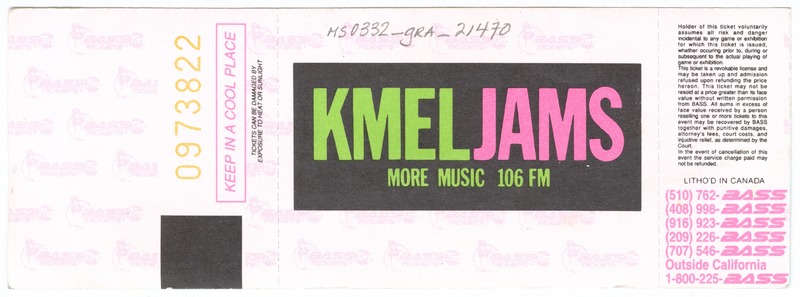 MS0332_gRA_21470
0973822
KEEP IN A COOL PLACE
TICKETS CAN BE DAMAGED BY
EXPOSURE TO HEAT OR SUNLIGHT
KMELJAMS
MORE MUSIC 106 FM
Holder of this ticket voluntarily
assumes all risk and danger
incidental to any game or exhibition
for which this ticket is issued,
whether occuring prior to, during or
subsequent to the actual playing of
game or exhibition.
This ticket is a revokable license and
may be taken up and admission
refused upon refunding the price
hereon. This ticket may not be
resold at a price greater than its face
value without written permission
from BASS. All sums in excess of
face value received by a person
reselling one or more tickets to this
event may be recovered by BASS
together with punitive damages,
attorney's fees, court costs, and
injuctive relief, as determined by the
Court.
In the event of cancellation of this
event the service charge paid may
not be refunded.
LITHO'D IN CANADA
(510) 762-BASS
(408) 998-BASS
(916) 923-BASS
(209) 226-BASS
(707) 546-BASS
Outside California
1-800-225-BASS